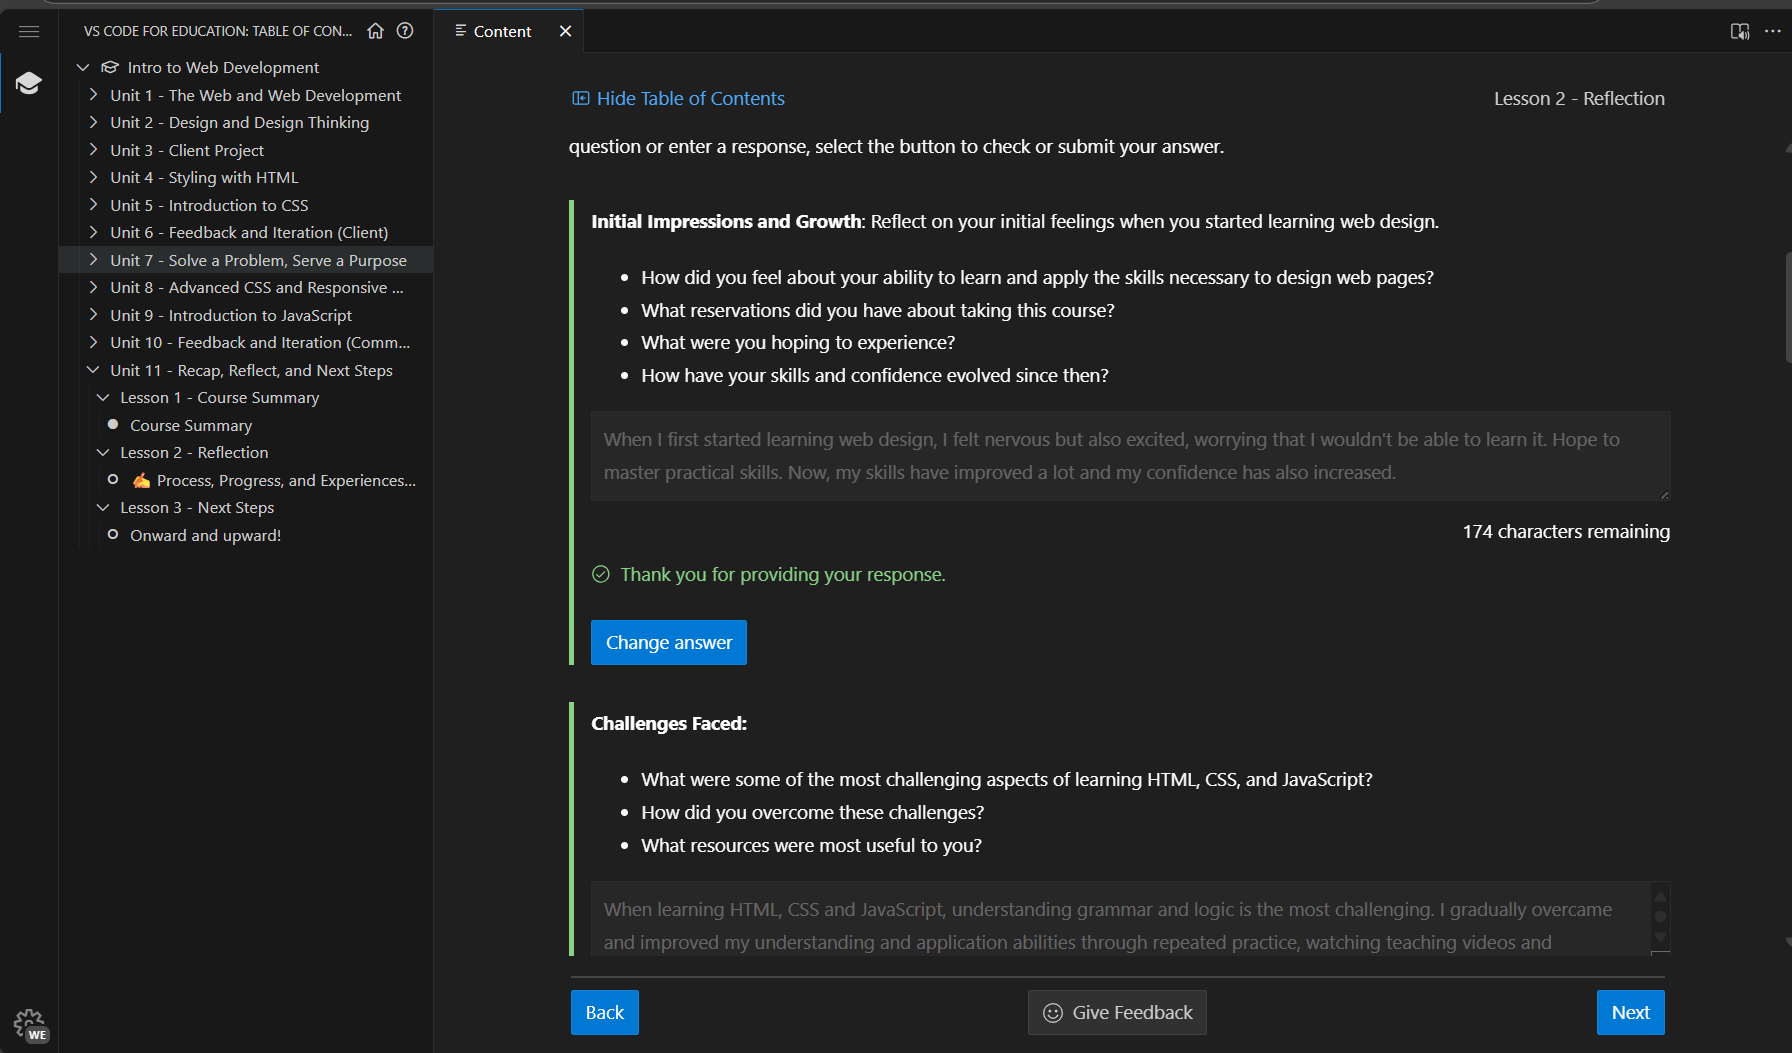 VS CODE FOR EDUCATION: TABLE OF CON...
Intro to Web Development
Unit 1 - The Web and Web Development
Unit 2 - Design and Design Thinking
Unit 3 - Client Project
Unit 4 - Styling with HTML
Unit 5 - Introduction to CSS
Unit 6 - Feedback and Iteration (Client)
Unit 7 - Solve a Problem, Serve a Purpose
Unit 8 - Advanced CSS and Responsive ...
Unit 9 - Introduction to JavaScript
Unit 10 - Feedback and Iteration (Comm...
Unit 11 - Recap, Reflect, and Next Steps
Lesson 1 - Course Summary
Course Summary
Lesson 2 - Reflection
✍ Process, Progress, and Experiences...
Lesson 3 - Next Steps
Onward and upward!
WE
Content
Hide Table of Contents
Lesson 2 - Reflection
question or enter a response, select the button to check or submit your answer.
Initial Impressions and Growth: Reflect on your initial feelings when you started learning web design.
• How did you feel about your ability to learn and apply the skills necessary to design web pages?
• What reservations did you have about taking this course?
• What were you hoping to experience?
• How have your skills and confidence evolved since then?
When I first started learning web design, I felt nervous but also excited, worrying that I wouldn't be able to learn it. Hope to
master practical skills. Now, my skills have improved a lot and my confidence has also increased.
174 characters remaining
Thank you for providing your response.
Change answer
Challenges Faced:
• What were some of the most challenging aspects of learning HTML, CSS, and JavaScript?
• How did you overcome these challenges?
• What resources were most useful to you?
When learning HTML, CSS and JavaScript, understanding grammar and logic is the most challenging. I gradually overcame
and improved my understanding and application abilities through repeated practice, watching teaching videos and
Back
Give Feedback
Next